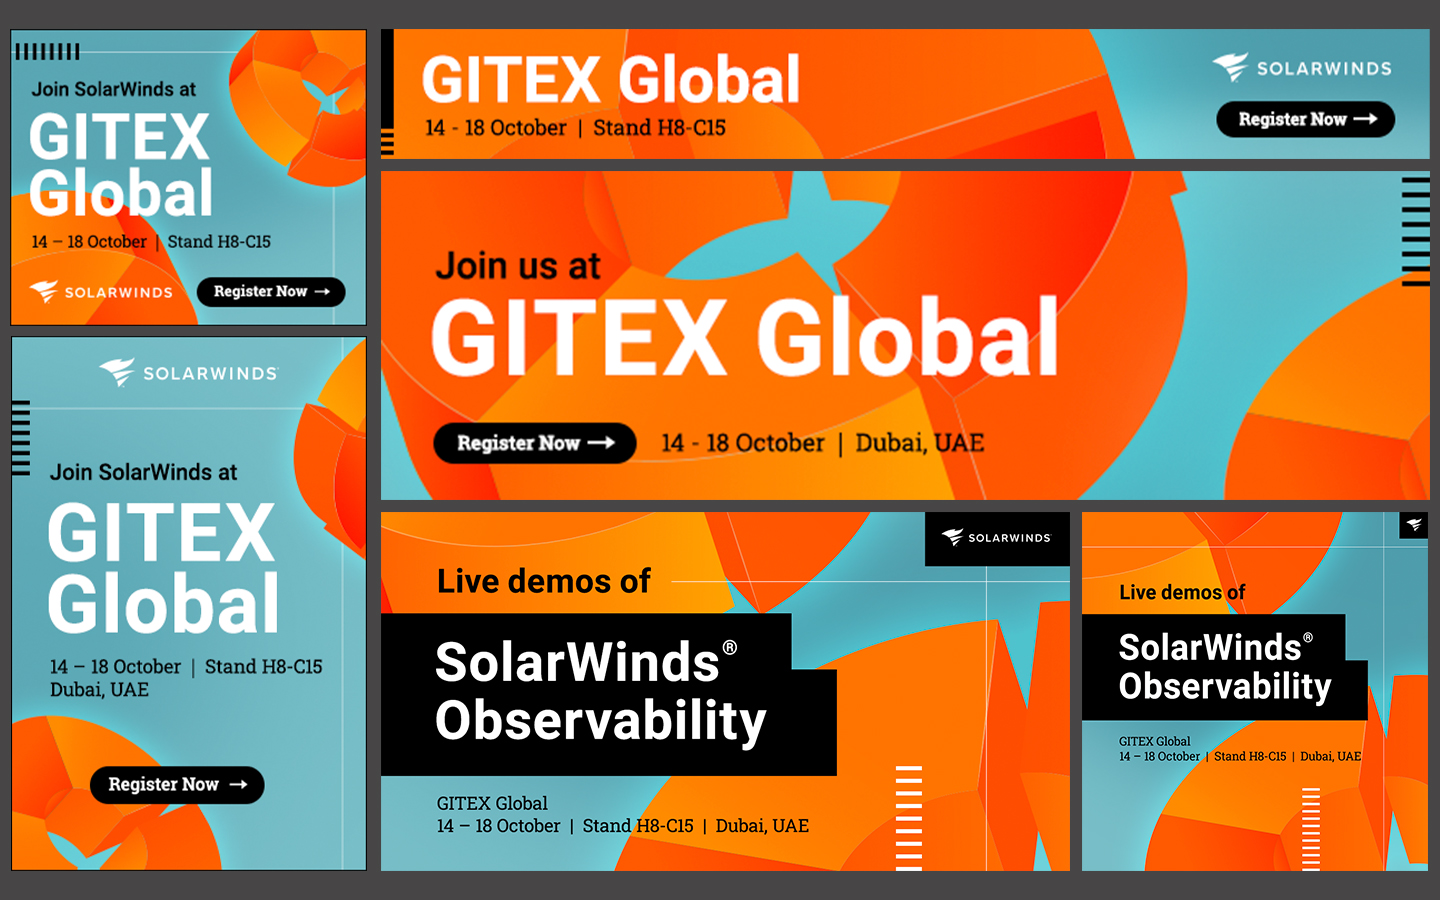 Join SolarWinds at
GITEX
Global
14 – 18 October | Stand H8-C15
SOLARWINDS
Register Now →
GITEX Global
14 - 18 October | Stand H8-C15
SOLARWINDS
Register Now →
Join us at
GITEX Global
Register Now →
14 - 18 October | Dubai, UAE
SOLARWINDS
Join SolarWinds at
GITEX
Global
14 – 18 October | Stand H8-C15
Dubai, UAE
Register Now →
SOLARWINDS
Live demos of
SolarWinds®
Observability
GITEX Global
14 – 18 October | Stand H8-C15 | Dubai, UAE
Live demos of
SolarWinds®
Observability
GITEX Global
14 – 18 October | Stand H8-C15 | Dubai, UAE